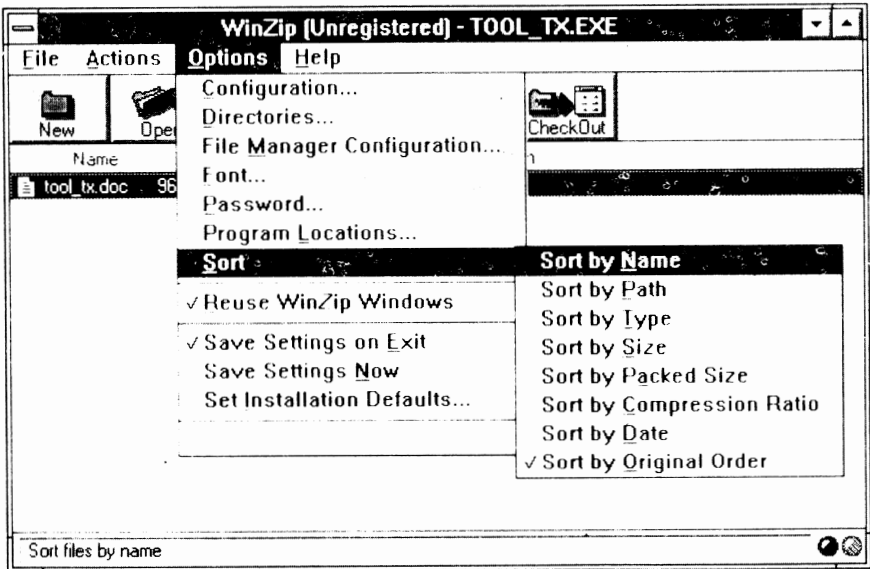 WinZip (Unregistered) - TOOL_TX.EXE
File Actions Options Help
New Open CheckOut
Configuration...
Directories...
File Manager Configuration...
Font...
Password...
Program Locations...
Sort
Reuse WinZip Windows
Save Settings on Exit
Save Settings Now
Set Installation Defaults...
Name
tool_tx.doc 96
Sort by Name
Sort by Path
Sort by Type
Sort by Size
Sort by Packed Size
Sort by Compression Ratio
Sort by Date
Sort by Original Order
Sort files by name